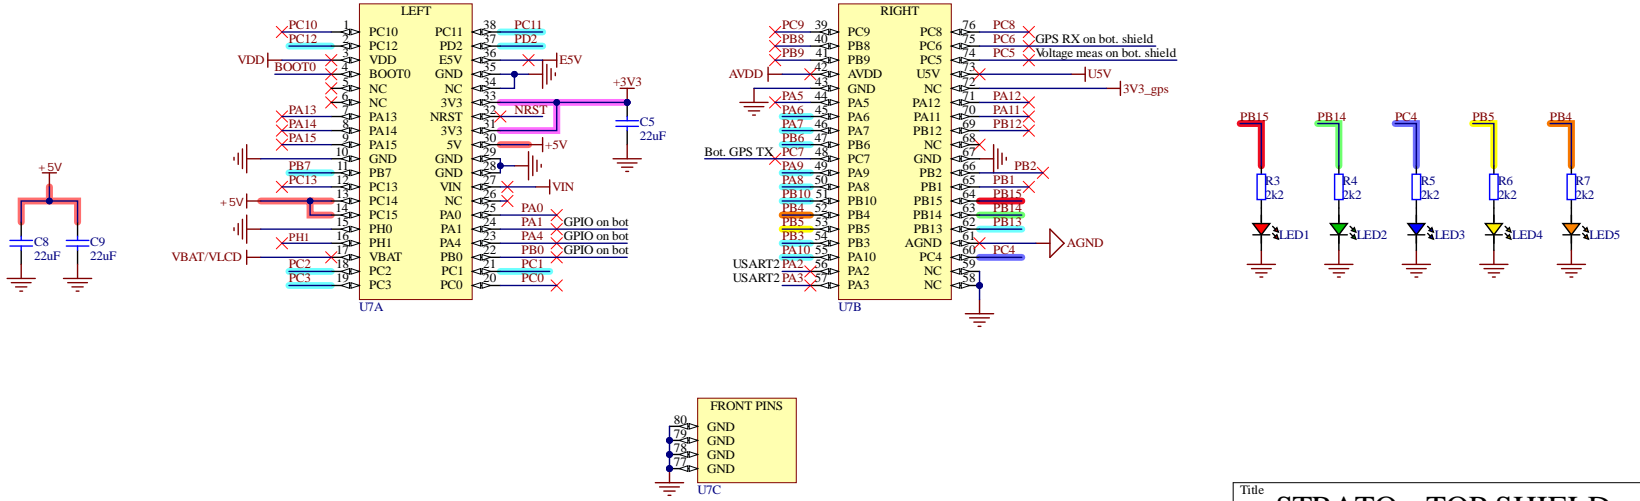 LEFT
PC10 1 PC10 PC11 38 PC11
PC12 2 PC12 PD2 37 PD2
VDD 3 VDD E5V 36 E5V
BOOT0 4 BOOT0 GND 35
5 NC NC 34
6 NC 3V3 33 +3V3
PA13 7 PA13 NRST 32 NRST
PA14 8 PA14 3V3 31
PA15 9 PA15 5V 30 +5V
10 GND GND 29
PB7 11 PB7 GND 28
PC13 12 PC13 VIN 27 VIN
+5V 13 PC14 NC 26
14 PC15 PA0 25 PA0
15 PH0 PA1 24 PA1 GPIO on bot
PH1 16 PH1 PA4 23 PA4 GPIO on bot
VBAT/VLCD 17 VBAT PB0 22 PB0 GPIO on bot
PC2 18 PC2 PC1 21 PC1
PC3 19 PC3 PC0 20 PC0
U7A
C5
22uF
+5V
C8
22uF
C9
22uF
RIGHT
PC9 39 PC9 PC8 76 PC8
PB8 40 PB8 PC6 75 PC6 GPS RX on bot. shield
PB9 41 PB9 PC5 74 PC5 Voltage meas on bot. shield
AVDD 42 AVDD U5V 73 U5V
43 GND NC 72 3V3_gps
PA5 44 PA5 PA12 71 PA12
PA6 45 PA6 PA11 70 PA11
PA7 46 PA7 PB12 69 PB12
PB6 47 PB6 NC 68
Bot. GPS TX PC7 48 PC7 GND 67
PA9 49 PA9 PB2 66 PB2
PA8 50 PA8 PB1 65 PB1
PB10 51 PB10 PB15 64 PB15
PB4 52 PB4 PB14 63 PB14
PB5 53 PB5 PB13 62 PB13
PB3 54 PB3 AGND 61 AGND
PA10 55 PA10 PC4 60 PC4
USART2 PA2 56 PA2 NC 59
USART2 PA3 57 PA3 NC 58
U7B
PB15 PB14 PC4 PB5 PB4
R3 R4 R5 R6 R7
2k2 2k2 2k2 2k2 2k2
LED1 LED2 LED3 LED4 LED5
FRONT PINS
80 GND
79 GND
78 GND
77 GND
U7C
Title
STRATO - TOP SHIELD